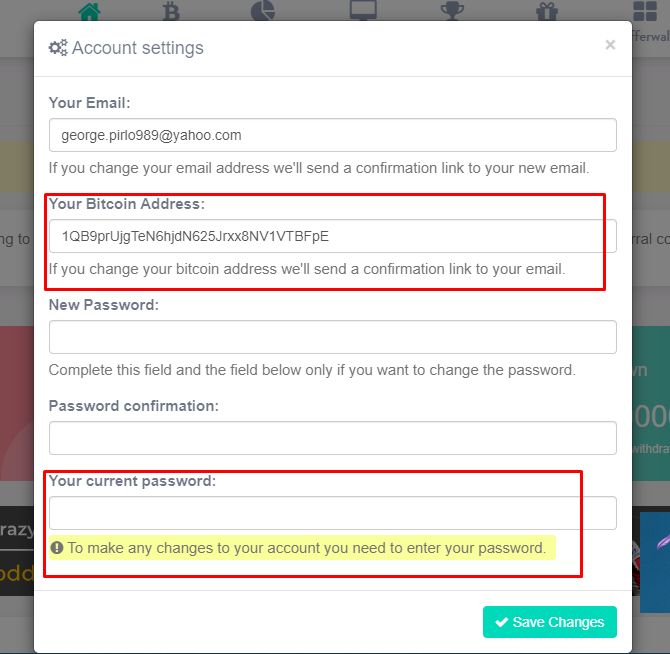 fferwal
Account settings
×
Your Email:
george.pirlo989@yahoo.com
If you change your email address we'll send a confirmation link to your new email.
Your Bitcoin Address:
1QB9prUjgTeN6hjdN625Jrxx8NV1VTBFpE
ng to
rral co
If you change your bitcoin address we'll send a confirmation link to your email.
New Password:
Complete this field and the field below only if you want to change the password.
wn
Password confirmation:
000
withdra
Your current password:
razy
To make any changes to your account you need to enter your password.
odd
Save Changes